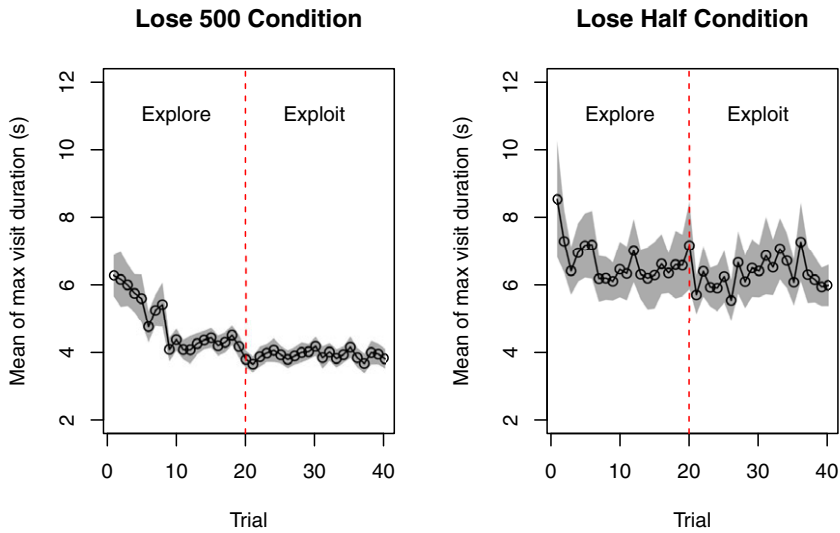 Lose 500 Condition
Mean of max visit duration (s)
12
10
8
6
4
2
Explore
Exploit
0
10
20
30
40
Trial
Lose Half Condition
Mean of max visit duration (s)
12
10
8
6
4
2
Explore
Exploit
0
10
20
30
40
Trial